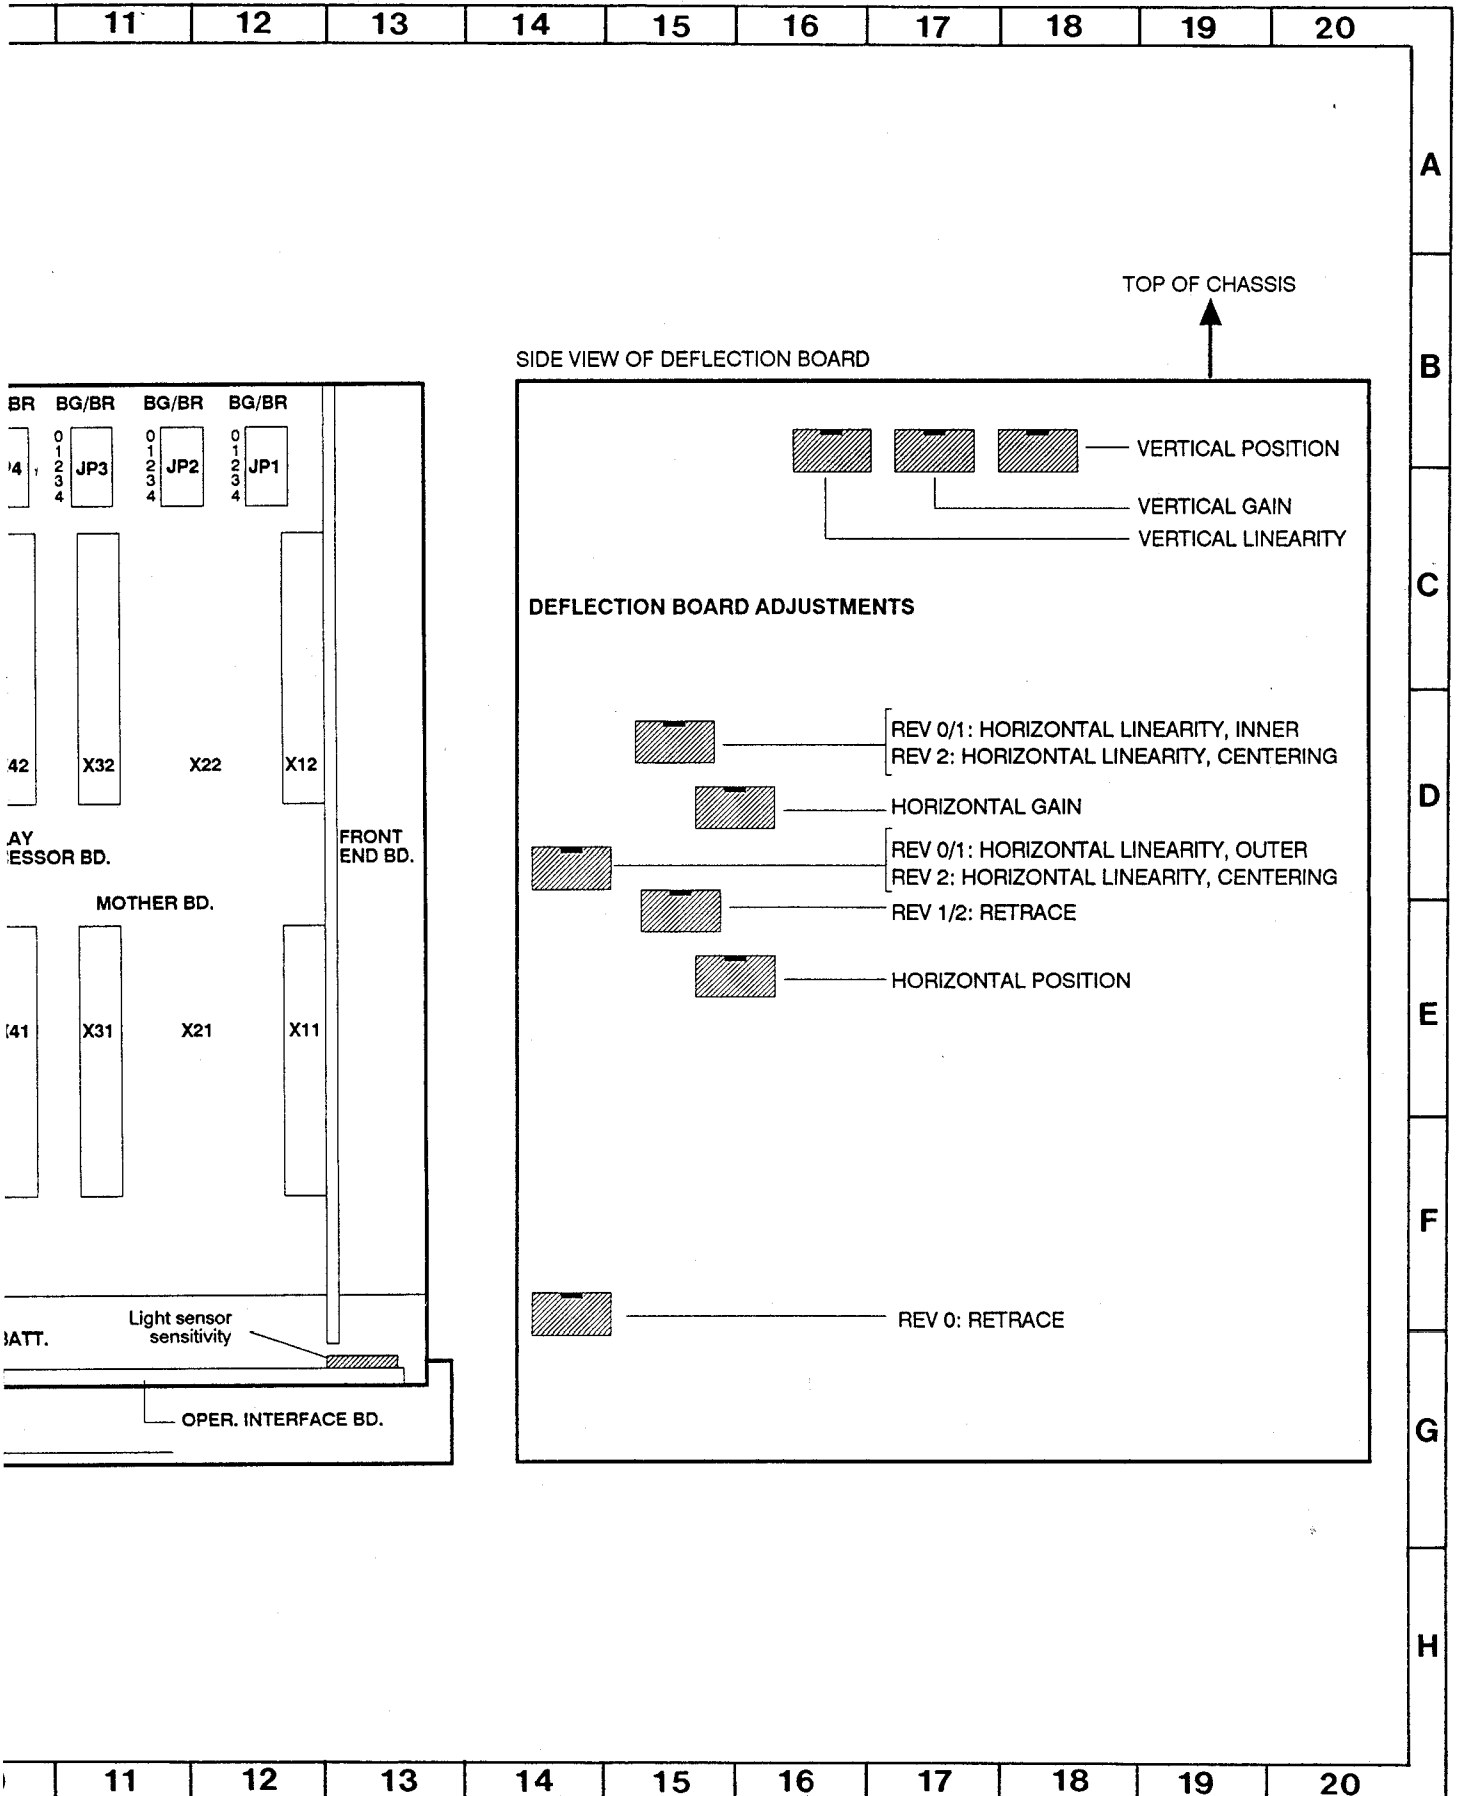 11 12 13 14 15 16 17 18 19 20
A
TOP OF CHASSIS
SIDE VIEW OF DEFLECTION BOARD
B
BR BG/BR BG/BR BG/BR
0
1
2
3
4
JP3
0
1
2
3
4
JP2
0
1
2
3
4
JP1
VERTICAL POSITION
VERTICAL GAIN
VERTICAL LINEARITY
C
DEFLECTION BOARD ADJUSTMENTS
REV 0/1: HORIZONTAL LINEARITY, INNER
REV 2: HORIZONTAL LINEARITY, CENTERING
42 X32 X22 X12
D
HORIZONTAL GAIN
FRONT
END BD.
REV 0/1: HORIZONTAL LINEARITY, OUTER
REV 2: HORIZONTAL LINEARITY, CENTERING
MOTHER BD.
REV 1/2: RETRACE
HORIZONTAL POSITION
E
41 X31 X21 X11
F
Light sensor
sensitivity
REV 0: RETRACE
BATT.
OPER. INTERFACE BD.
G
H
11 12 13 14 15 16 17 18 19 20